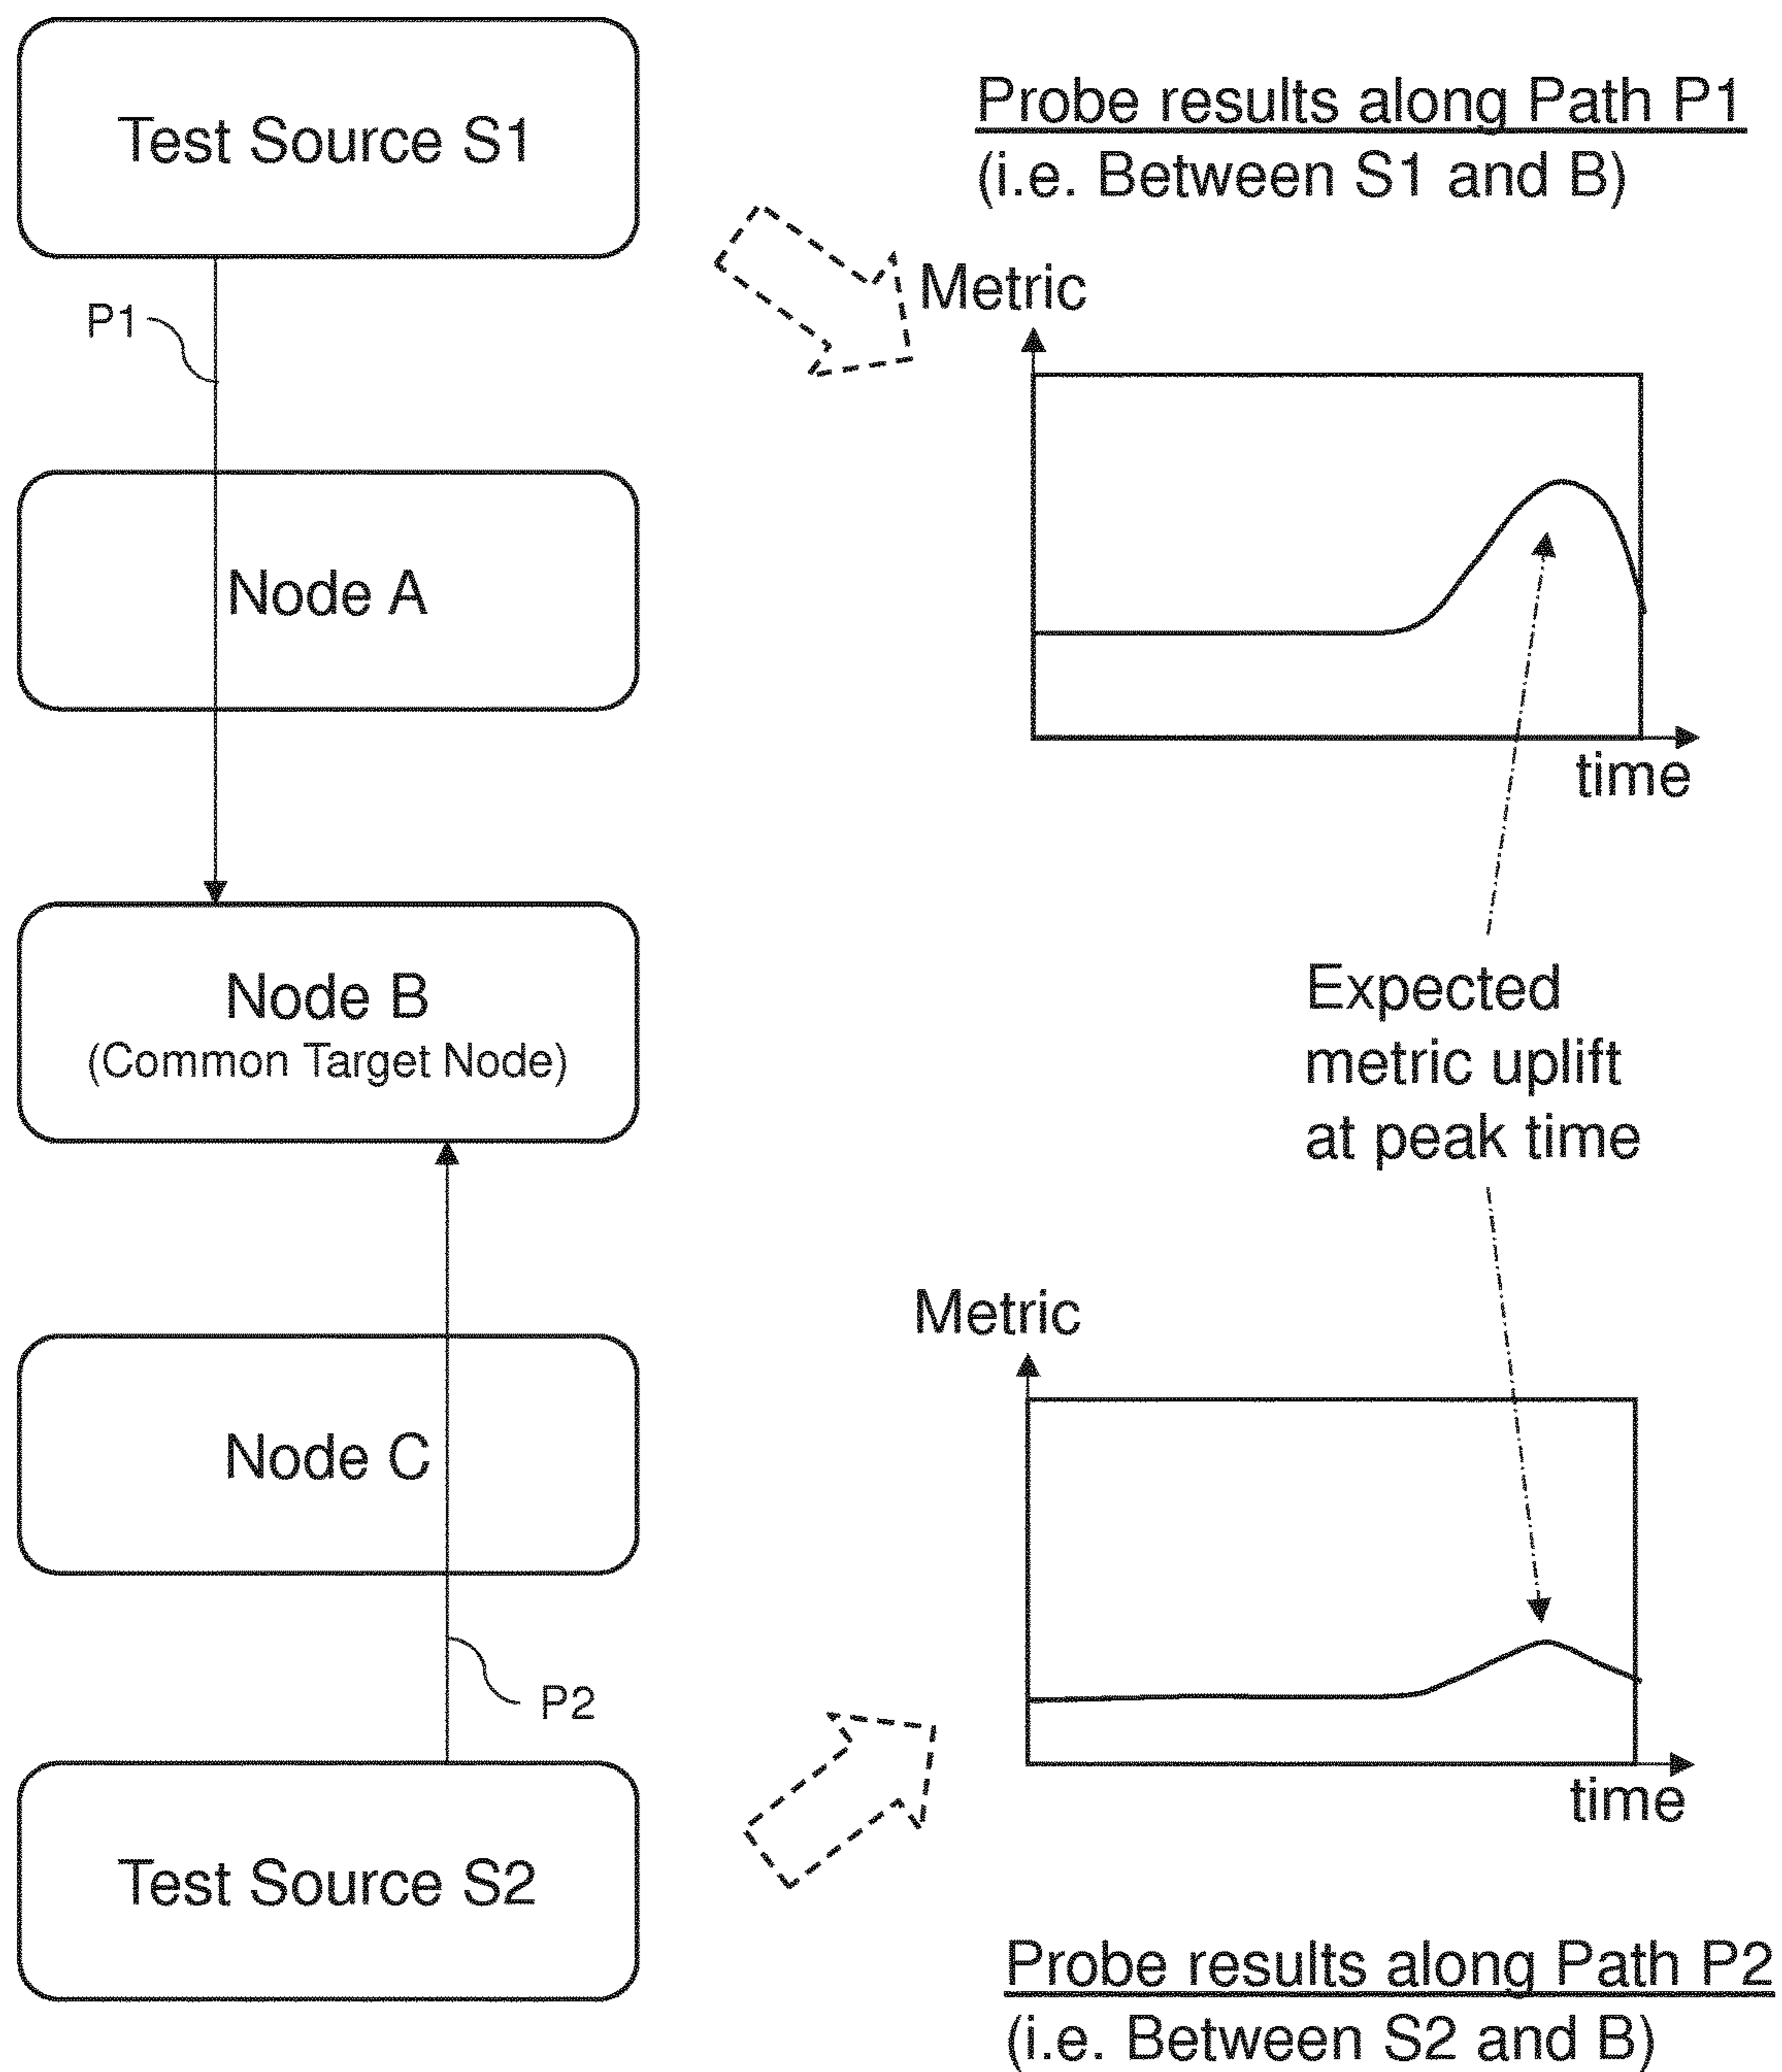 Test Source S1
P1
Node A
Node B
(Common Target Node)
Node C
P2
Test Source S2
Probe results along Path P1
(i.e. Between S1 and B)
Metric
time
Expected
metric uplift
at peak time
Metric
time
Probe results along Path P2
(i.e. Between S2 and B)